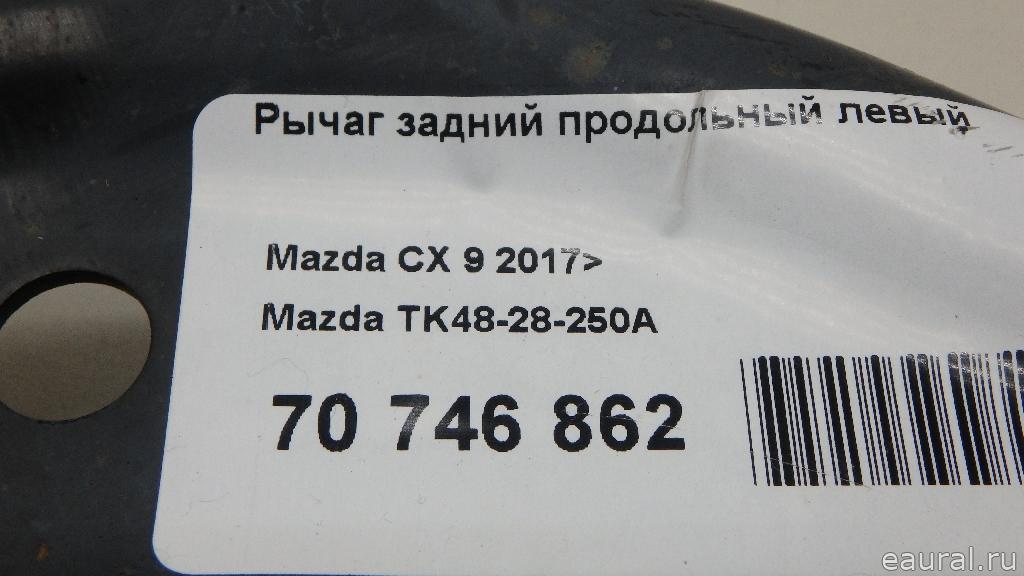 Рычаг задний продольный левый
Mazda CX 9 2017>
Mazda TK48-28-250A
70 746 862
eaural.ru